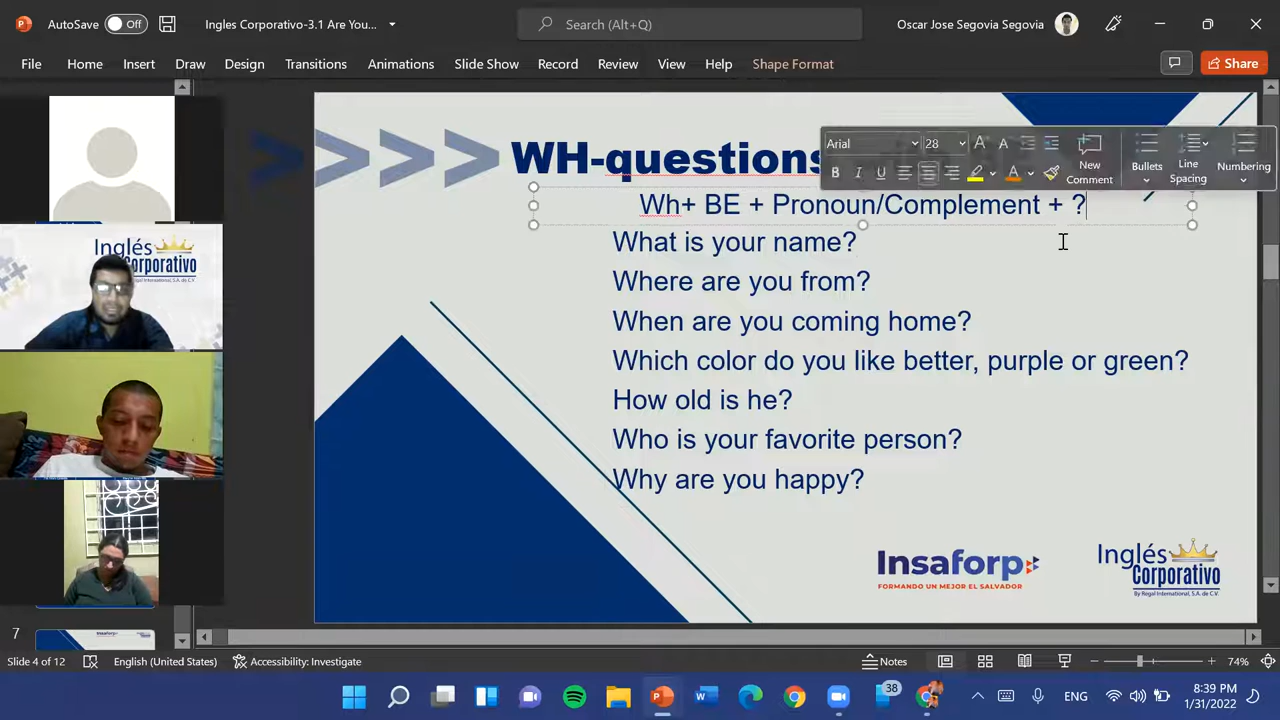 AutoSave Off Ingles Corporativo-3.1 Are You... Search (Alt+Q) Oscar Jose Segovia Segovia
File Home Insert Draw Design Transitions Animations Slide Show Record Review View Help Shape Format Share
Inglés
Corporativo
WH-questions
Arial 28
New
Comment
Bullets
Line
Spacing
Numbering
Wh+ BE + Pronoun/Complement + ?
What is your name?
Where are you from?
When are you coming home?
Which color do you like better, purple or green?
How old is he?
Who is your favorite person?
Why are you happy?
Insaforp
FORMANDO UN MEJOR EL SALVADOR
Inglés
Corporativo
By Regal International, S.A. de C.V.
7
Slide 4 of 12 English (United States) Accessibility: Investigate Notes 74%
38 ENG 8:39 PM
1/31/2022